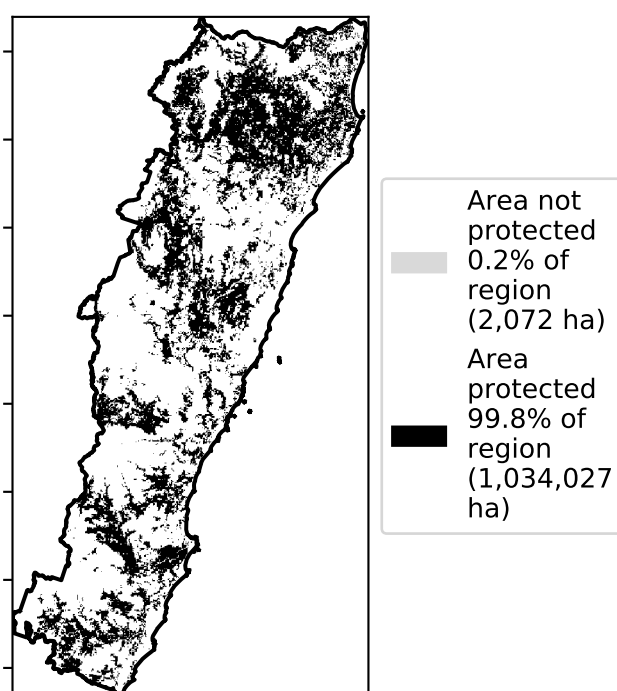 Area not
protected
0.2% of
region
(2,072 ha)
Area
protected
99.8% of
region
(1,034,027
ha)